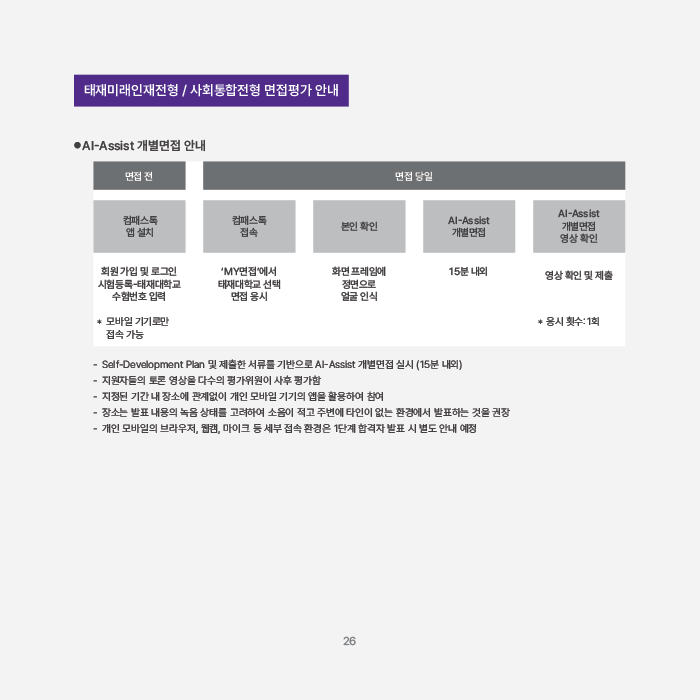 태재미래인재전형 / 사회통합전형 면접평가 안내
●AI-Assist 개별면접 안내
면접 전
면접 당일
컴패스톡
앱 설치
컴패스톡
접속
본인 확인
AI-Assist
개별면접
AI-Assist
개별면접
영상 확인
회원 가입 및 로그인
시험등록-태재대학교
수험번호 입력
* 모바일 기기로만
접속 가능
‘MY면접’에서
태재대학교 선택
면접 응시
화면 프레임에
정면으로
얼굴 인식
15분 내외
영상 확인 및 제출
* 응시 횟수: 1회
- Self-Development Plan 및 제출한 서류를 기반으로 AI-Assist 개별면접 실시 (15분 내외)
- 지원자들의 토론 영상을 다수의 평가위원이 사후 평가함
- 지정된 기간 내 장소에 관계없이 개인 모바일 기기의 앱을 활용하여 참여
- 장소는 발표 내용의 녹음 상태를 고려하여 소음이 적고 주변에 타인이 없는 환경에서 발표하는 것을 권장
- 개인 모바일의 브라우저, 웹캠, 마이크 등 세부 접속 환경은 1단계 합격자 발표 시 별도 안내 예정
26